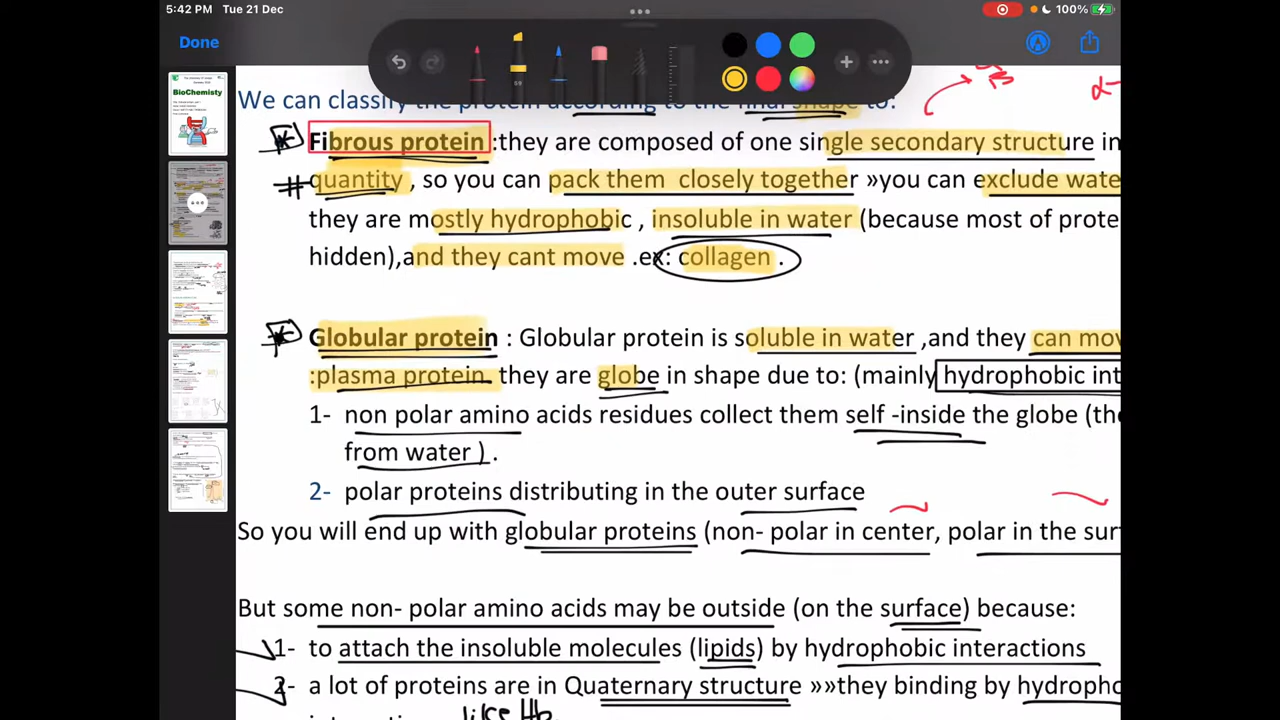 5:42 PM Tue 21 Dec
100%
Done
BioChemisty
We can classify the protein according to the final shape to:
Fibrous protein :they are composed of one single secondary structure in
quantity , so you can pack them closely together »you can exclude wate
they are mostly hydrophobic , insoluble in water (because most of prote
hidden),and they cant move .ex: collagen .
Globular protein : Globular protein is soluble in water ,and they can mov
:plasma protein they are globe in shape due to: (mainly hydrophobic int
1- non polar amino acids residues collect them self -inside the globe (the
from water ) .
2- polar proteins distributing in the outer surface
So you will end up with globular proteins (non- polar in center, polar in the sur
But some non- polar amino acids may be outside (on the surface) because:
1- to attach the insoluble molecules (lipids) by hydrophobic interactions
2- a lot of proteins are in Quaternary structure »»they binding by hydropho
like Hb